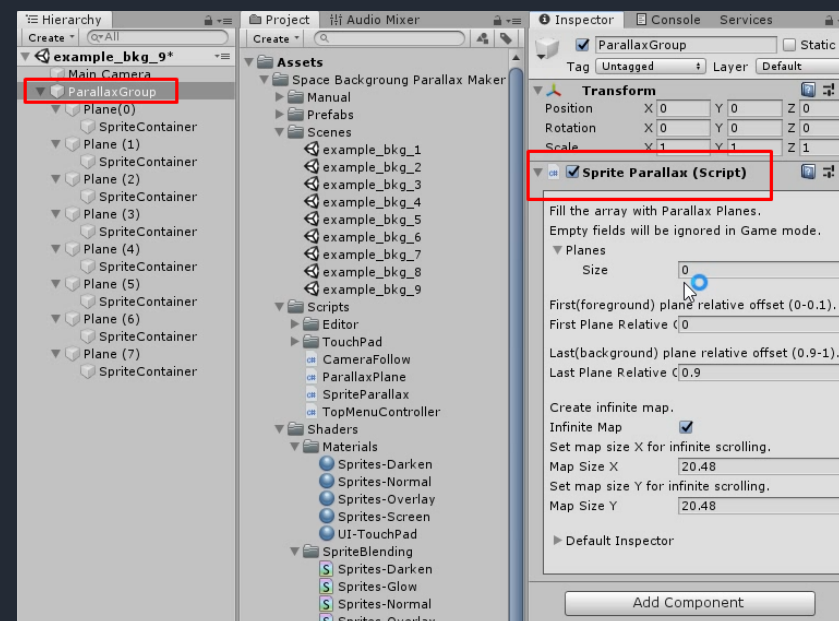 Hierarchy
Create
All
example_bkg_9*
Main Camera
ParallaxGroup
Plane(0)
SpriteContainer
Plane (1)
SpriteContainer
Plane (2)
SpriteContainer
Plane (3)
SpriteContainer
Plane (4)
SpriteContainer
Plane (5)
SpriteContainer
Plane (6)
SpriteContainer
Plane (7)
SpriteContainer
Project
Audio Mixer
Create
Assets
Space Backgroung Parallax Maker
Manual
Prefabs
Scenes
example_bkg_1
example_bkg_2
example_bkg_3
example_bkg_4
example_bkg_5
example_bkg_6
example_bkg_7
example_bkg_8
example_bkg_9
Scripts
Editor
TouchPad
CameraFollow
ParallaxPlane
SpriteParallax
TopMenuController
Shaders
Materials
Sprites-Darken
Sprites-Normal
Sprites-Overlay
Sprites-Screen
UI-TouchPad
SpriteBlending
Sprites-Darken
Sprites-Glow
Sprites-Normal
Sprites-Overlay
Inspector
Console
Services
ParallaxGroup
Static
Tag Untagged Layer Default
Transform
Position X 0 Y 0 Z 0
Rotation X 0 Y 0 Z 0
Scale X 1 Y 1 Z 1
Sprite Parallax (Script)
Fill the array with Parallax Planes.
Empty fields will be ignored in Game mode.
Planes
Size 0
First(foreground) plane relative offset (0-0.1).
First Plane Relative 0
Last(background) plane relative offset (0.9-1).
Last Plane Relative 0.9
Create infinite map.
Infinite Map
Set map size X for infinite scrolling.
Map Size X 20.48
Set map size Y for infinite scrolling.
Map Size Y 20.48
Default Inspector
Add Component